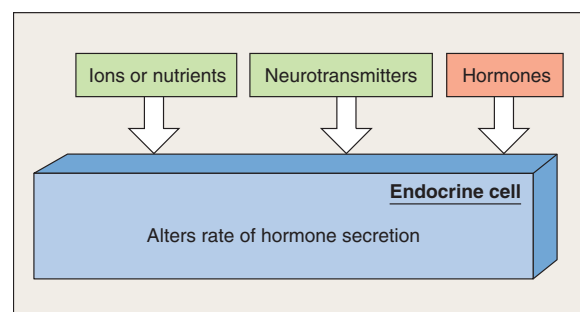 Ions or nutrients
Neurotransmitters
Hormones
Endocrine cell
Alters rate of hormone secretion